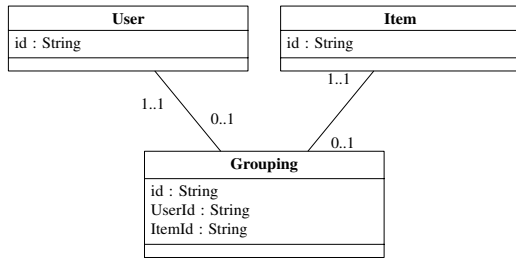 User
id : String
Item
id : String
1..1
1..1
0..1
0..1
Grouping
id : String
UserId : String
ItemId : String